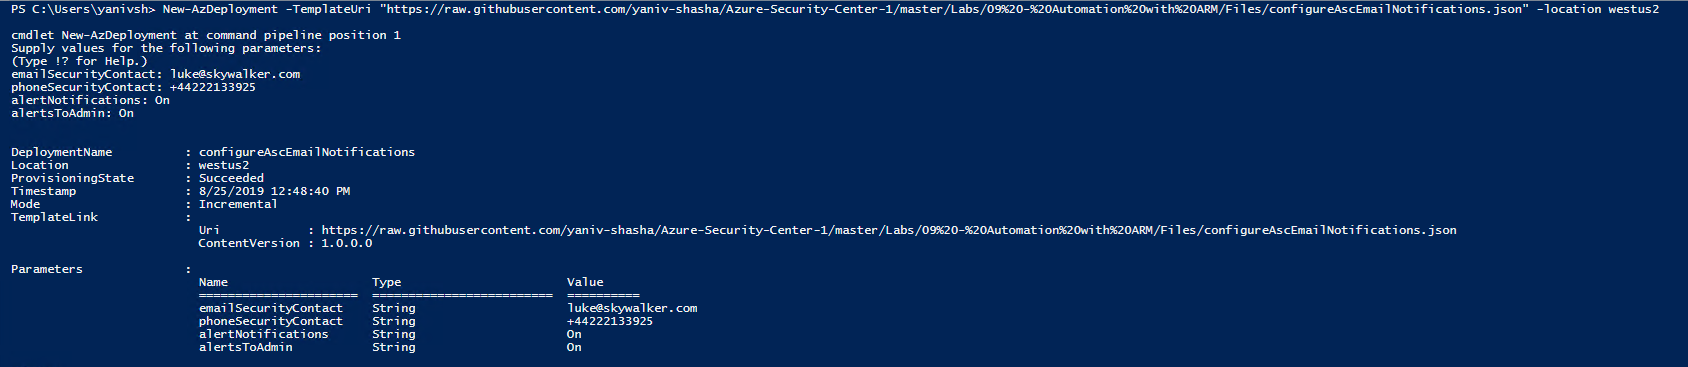 PS C:\Users\yanivsh> New-AzDeployment -TemplateUri "https://raw.githubusercontent.com/yaniv-shasha/Azure-Security-Center-1/master/Labs/09%20-%20Automation%20with%20ARM/Files/configureAscEmailNotifications.json" -location westus2
cmdlet New-AzDeployment at command pipeline position 1
Supply values for the following parameters:
(Type !? for Help.)
emailSecurityContact: luke@skywalker.com
phoneSecurityContact: +44222133925
alertNotifications: On
alertsToAdmin: On
DeploymentName : configureAscEmailNotifications
Location : westus2
ProvisioningState : Succeeded
Timestamp : 8/25/2019 12:48:40 PM
Mode : Incremental
TemplateLink :
Uri : https://raw.githubusercontent.com/yaniv-shasha/Azure-Security-Center-1/master/Labs/09%20-%20Automation%20with%20ARM/Files/configureAscEmailNotifications.json
ContentVersion : 1.0.0.0
Parameters :
Name Type Value
====================== ========================= ==========
emailSecurityContact String luke@skywalker.com
phoneSecurityContact String +44222133925
alertNotifications String On
alertsToAdmin String On